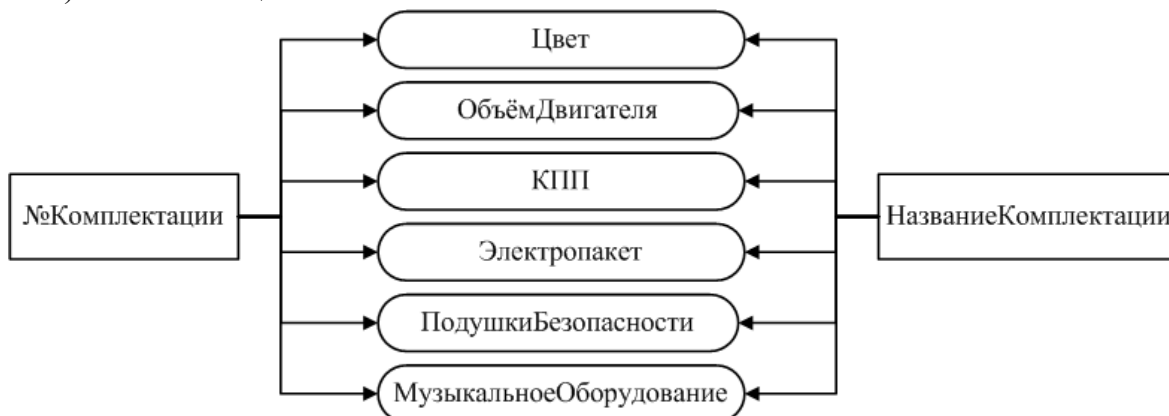 Цвет
ОбъёмДвигателя
КПП
№Комплектации
НазваниеКомплектации
Электропакет
ПодушкиБезопасности
МузыкальноеОборудование